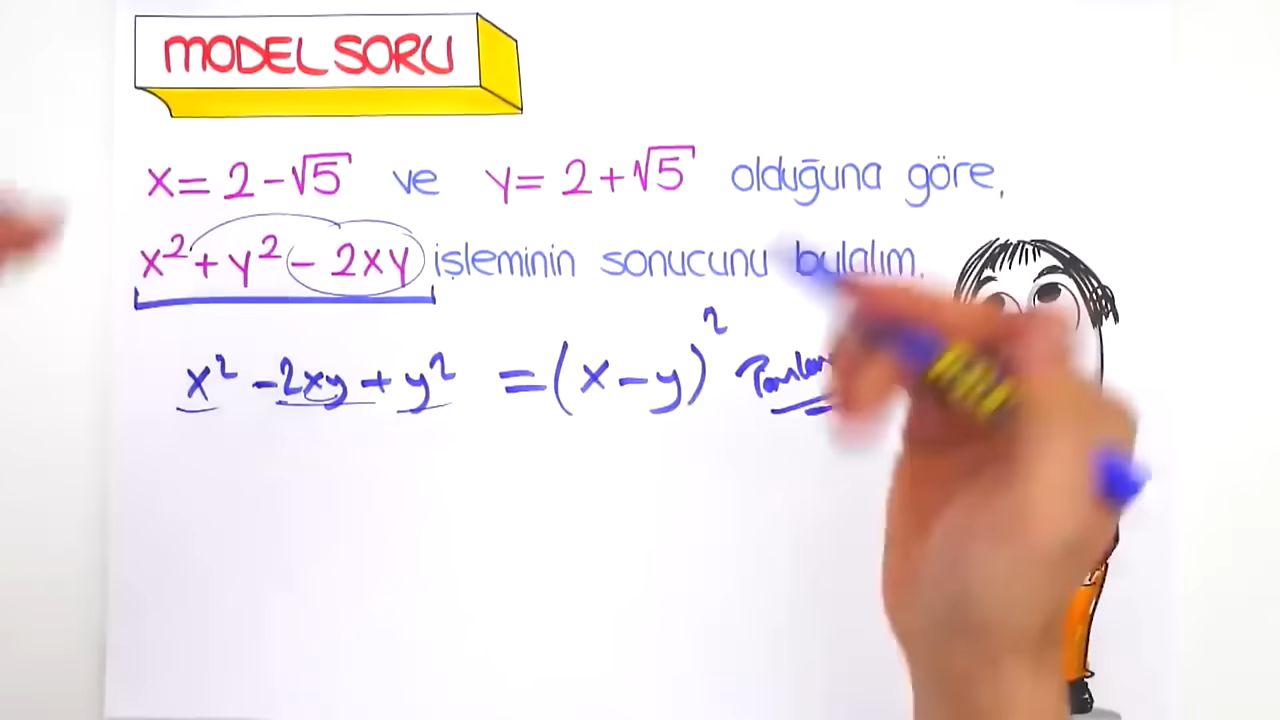 MODEL SORU
x = 2 - √5 ve y = 2 + √5 olduğuna göre,
x² + y² - 2xy işleminin sonucunu bulalım.
x² - 2xy + y² = (x - y)²